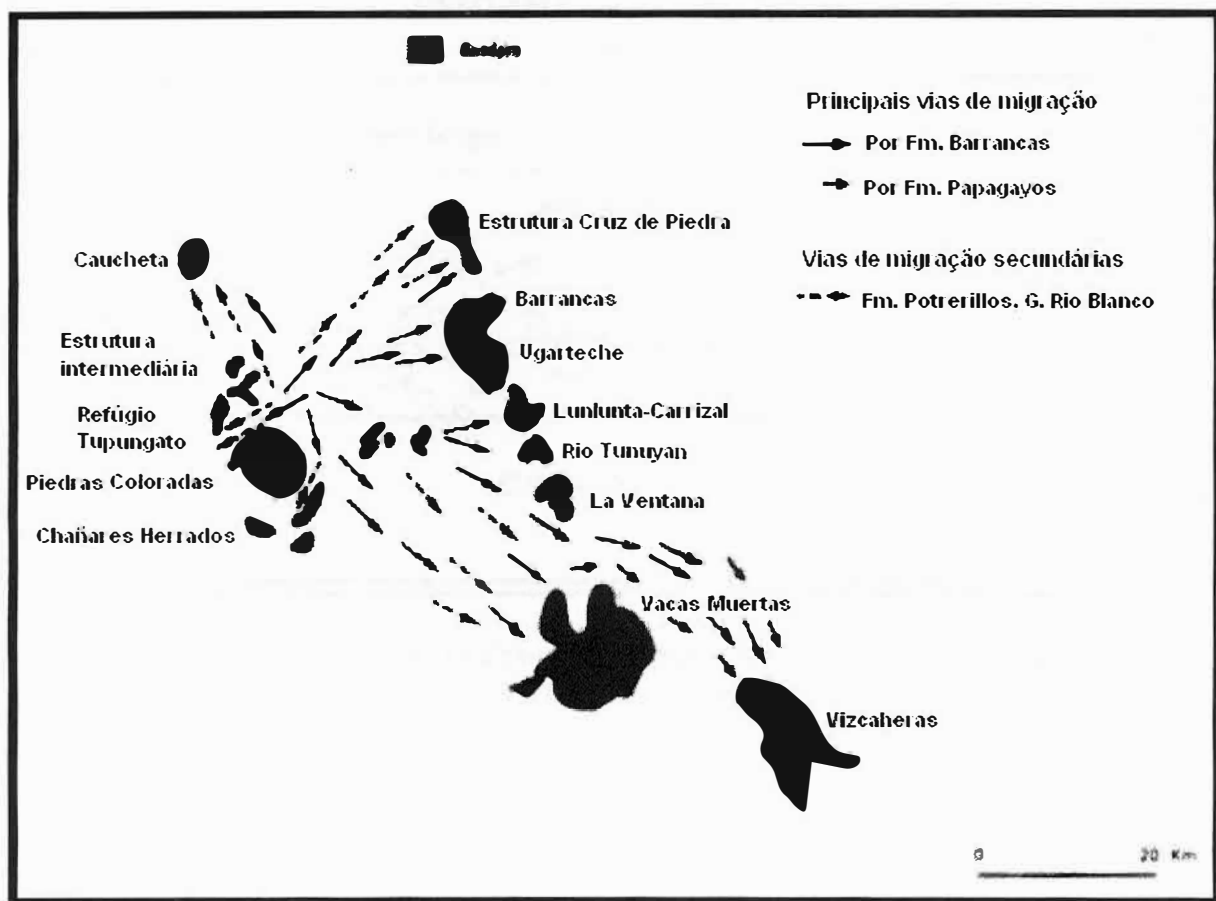 Principais vias de migração
Por Fm. Barrancas
Por Fm. Papagayos
Vias de migração secundárias
Fm. Potrerillos. G. Rio Blanco
Estrutura Cruz de Piedra
Caucheta
Barrancas
Estrutura
intermediária
Ugarteche
Refúgio
Tupungato
Lunlunta-Carrizal
Rio Tunuyan
Piedras Coloradas
La Ventana
Chañares Herrados
Vacas Muertas
Vizcaheras
0 20 Km